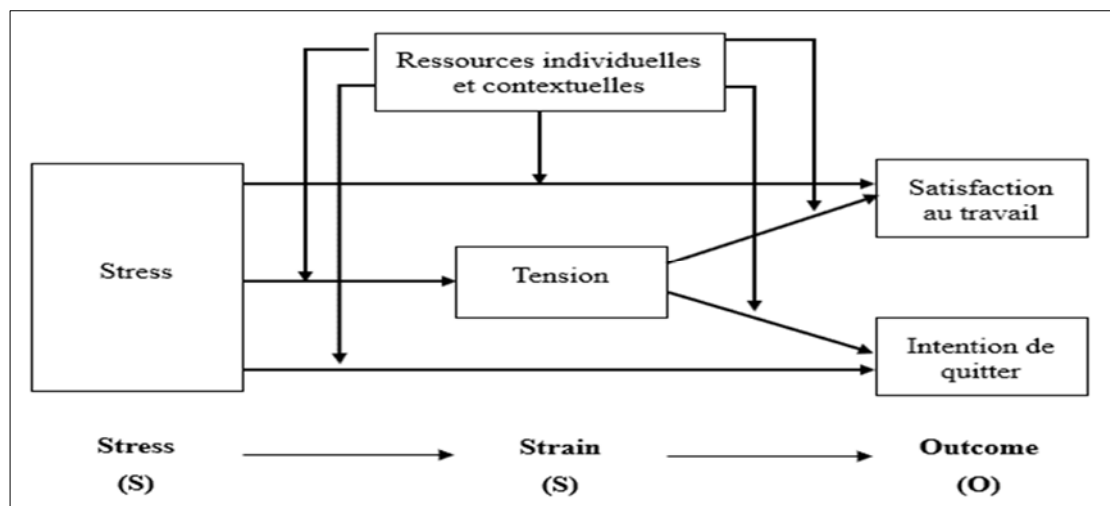 Ressources individuelles
et contextuelles
Satisfaction
au travail
Stress
Tension
Intention de
quitter
Stress
(S)
Strain
(S)
Outcome
(O)